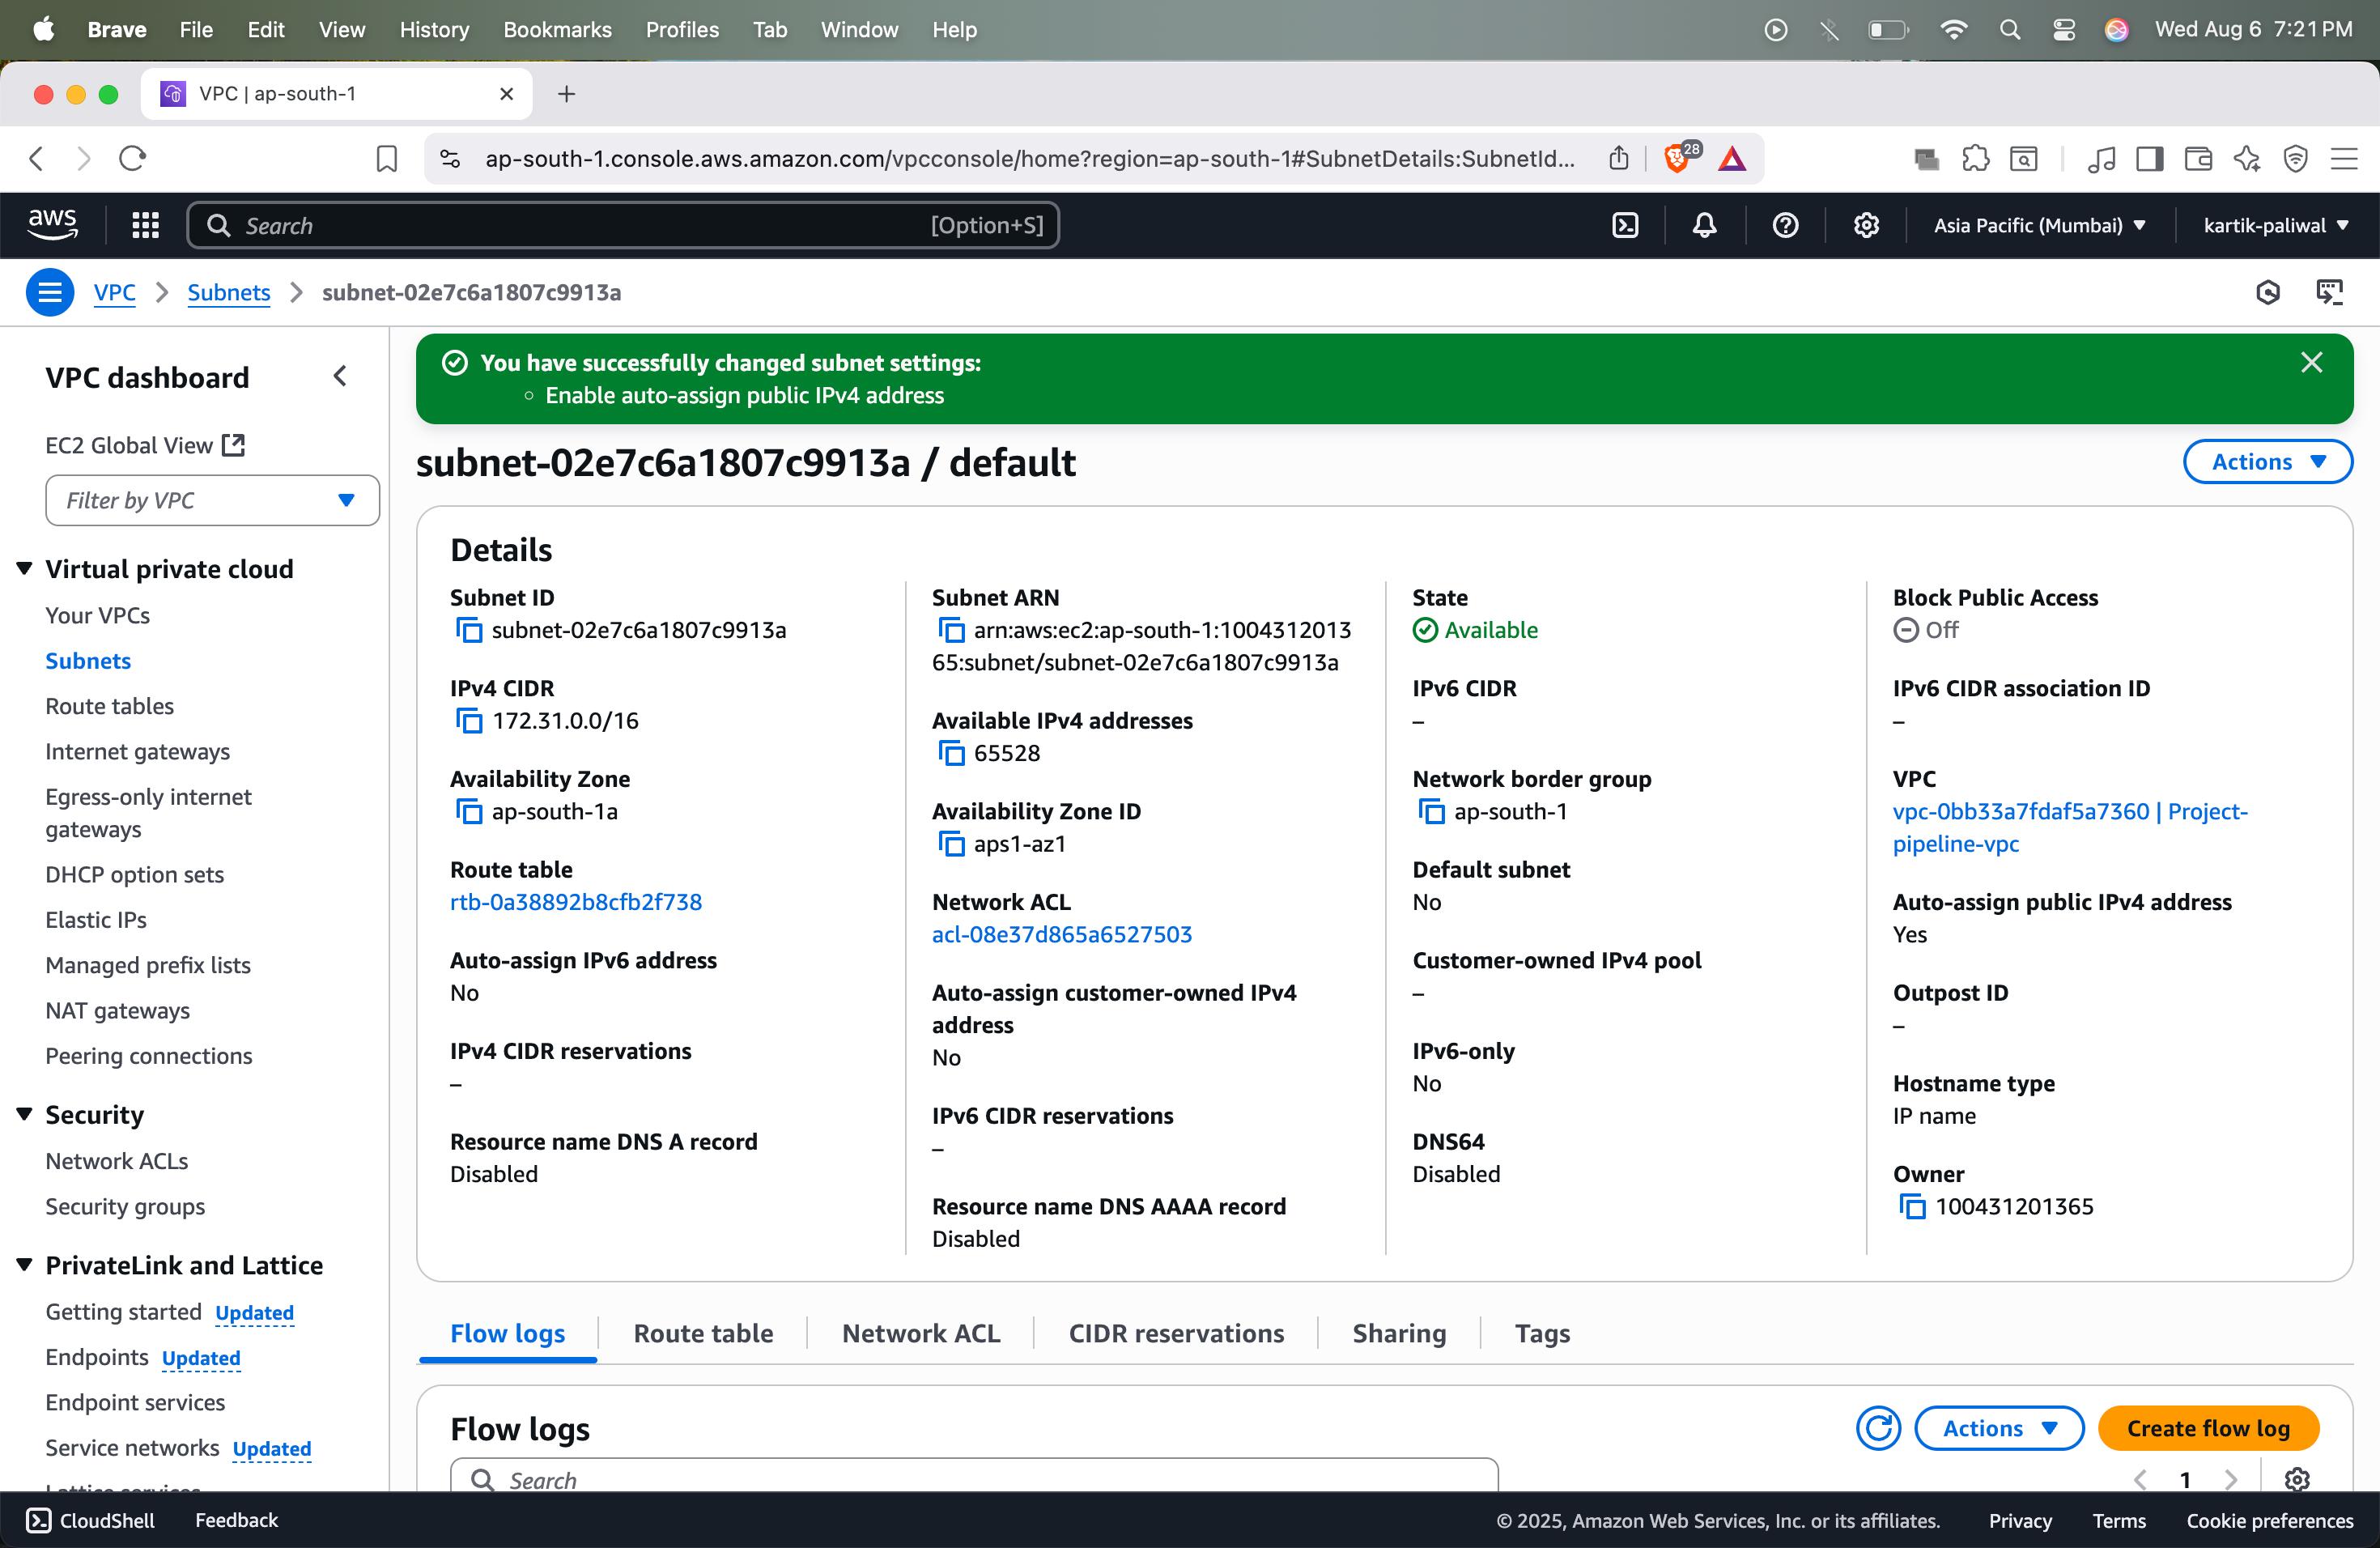 Brave File Edit View History Bookmarks Profiles Tab Window Help Wed Aug 6 7:21 PM
VPC | ap-south-1
ap-south-1.console.aws.amazon.com/vpcconsole/home?region=ap-south-1#SubnetDetails:SubnetId... 28
aws Search [Option+S] Asia Pacific (Mumbai) kartik-paliwal
VPC Subnets subnet-02e7c6a1807c9913a
VPC dashboard
EC2 Global View
Filter by VPC
Virtual private cloud
Your VPCs
Subnets
Route tables
Internet gateways
Egress-only internet
gateways
DHCP option sets
Elastic IPs
Managed prefix lists
NAT gateways
Peering connections
Security
Network ACLs
Security groups
PrivateLink and Lattice
Getting started Updated
Endpoints Updated
Endpoint services
Service networks Updated
Lattice services
You have successfully changed subnet settings:
Enable auto-assign public IPv4 address
subnet-02e7c6a1807c9913a / default
Actions
Details
Subnet ID
subnet-02e7c6a1807c9913a
IPv4 CIDR
172.31.0.0/16
Availability Zone
ap-south-1a
Route table
rtb-0a38892b8cfb2f738
Auto-assign IPv6 address
No
IPv4 CIDR reservations
–
Resource name DNS A record
Disabled
Subnet ARN
arn:aws:ec2:ap-south-1:1004312013
65:subnet/subnet-02e7c6a1807c9913a
Available IPv4 addresses
65528
Availability Zone ID
aps1-az1
Network ACL
acl-08e37d865a6527503
Auto-assign customer-owned IPv4
address
No
IPv6 CIDR reservations
–
Resource name DNS AAAA record
Disabled
State
Available
IPv6 CIDR
–
Network border group
ap-south-1
Default subnet
No
Customer-owned IPv4 pool
–
IPv6-only
No
DNS64
Disabled
Block Public Access
Off
IPv6 CIDR association ID
–
VPC
vpc-0bb33a7fdaf5a7360 | Project-
pipeline-vpc
Auto-assign public IPv4 address
Yes
Outpost ID
–
Hostname type
IP name
Owner
100431201365
Flow logs Route table Network ACL CIDR reservations Sharing Tags
Flow logs
Actions Create flow log
Search
1
CloudShell Feedback © 2025, Amazon Web Services, Inc. or its affiliates. Privacy Terms Cookie preferences